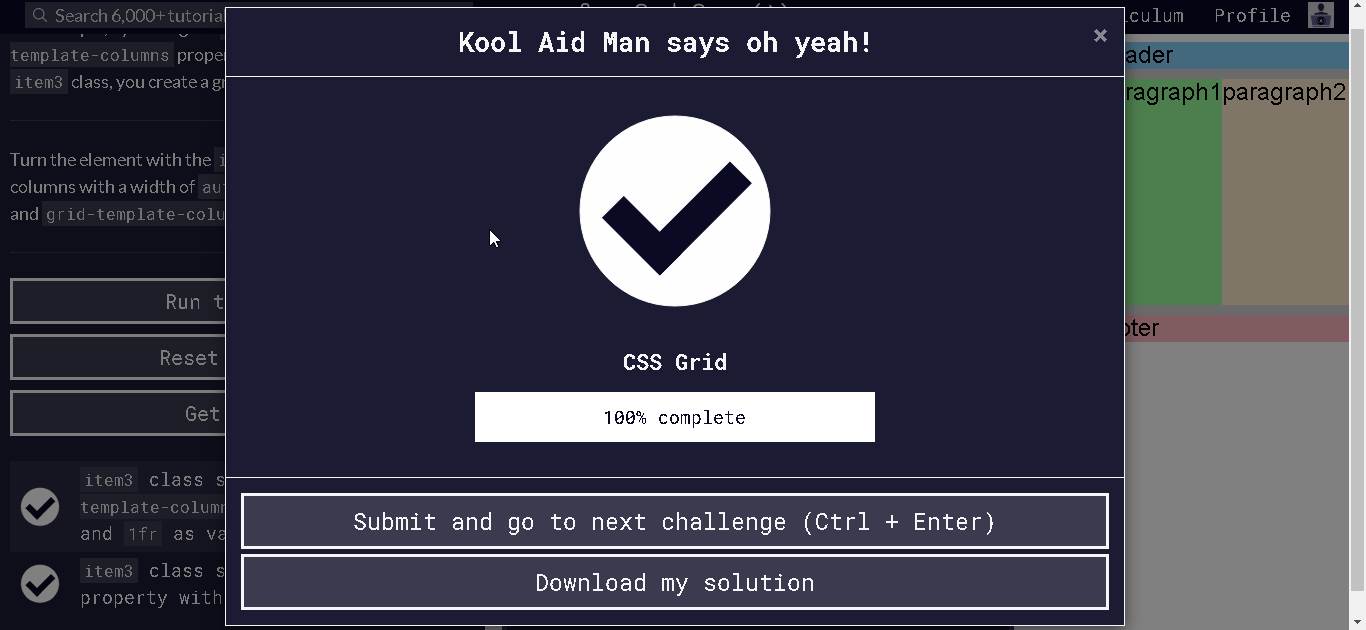 Search 6,000+ tutoria
culum Profile
template-columns prope
item3 class, you create a g
Turn the element with the
columns with a width of au
and grid-template-colu
Run t
Reset
Get
item3 class s
template-column
and 1fr as va
item3 class s
property with
Kool Aid Man says oh yeah!
×
CSS Grid
100% complete
Submit and go to next challenge (Ctrl + Enter)
Download my solution
ader
ragraph1paragraph2
oter